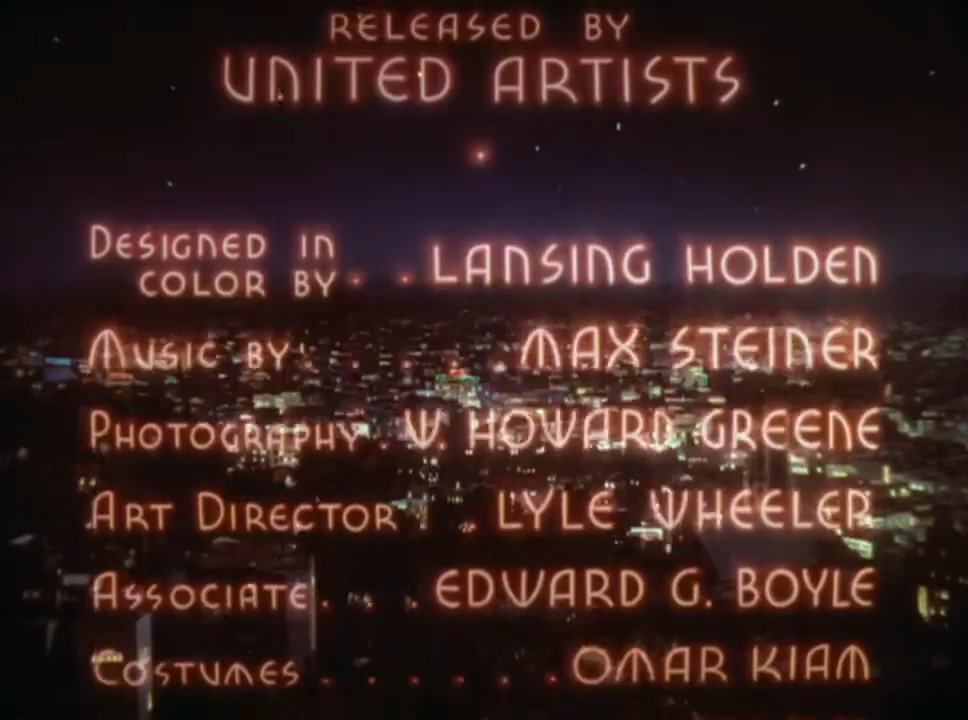 RELEASED BY
UNITED ARTISTS
DESIGNED IN
COLOR BY . . LANSING HOLDEN
MUSIC BY . . . MAX STEINER
PHOTOGRAPHY . W. HOWARD GREENE
ART DIRECTOR . . LYLE WHEELER
ASSOCIATE . . . EDWARD G. BOYLE
COSTUMES . . . . . . OMAR KIAM